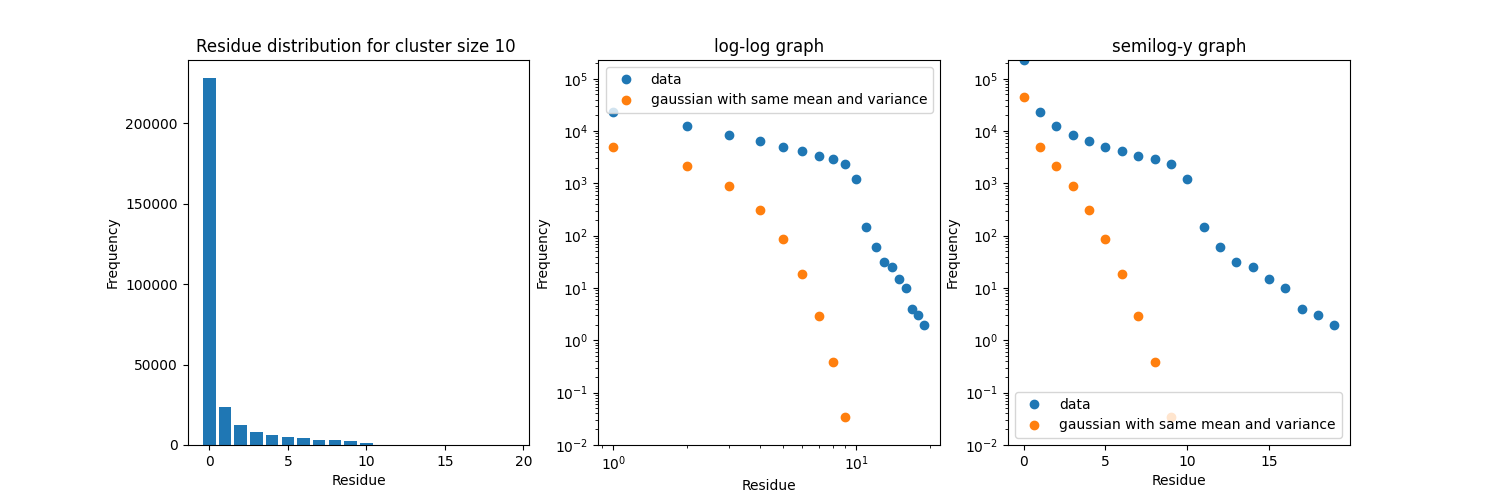 Residue distribution for cluster size 10
Frequency
200000
150000
100000
50000
0
0 5 10 15 20
Residue
log-log graph
data
gaussian with same mean and variance
Frequency
10^5
10^4
10^3
10^2
10^1
10^0
10^-1
10^-2
10^0 10^1
Residue
semilog-y graph
Frequency
10^5
10^4
10^3
10^2
10^1
10^0
10^-1
10^-2
data
gaussian with same mean and variance
0 5 10 15
Residue